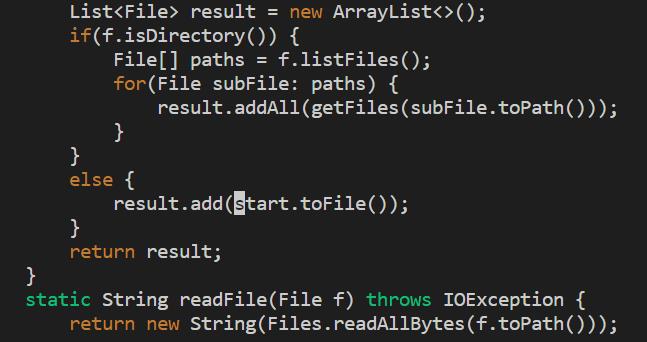 List<File> result = new ArrayList<>();
if(f.isDirectory()) {
File[] paths = f.listFiles();
for(File subFile: paths) {
result.addAll(getFiles(subFile.toPath()));
}
}
else {
result.add(start.toFile());
}
return result;
}
static String readFile(File f) throws IOException {
return new String(Files.readAllBytes(f.toPath()));